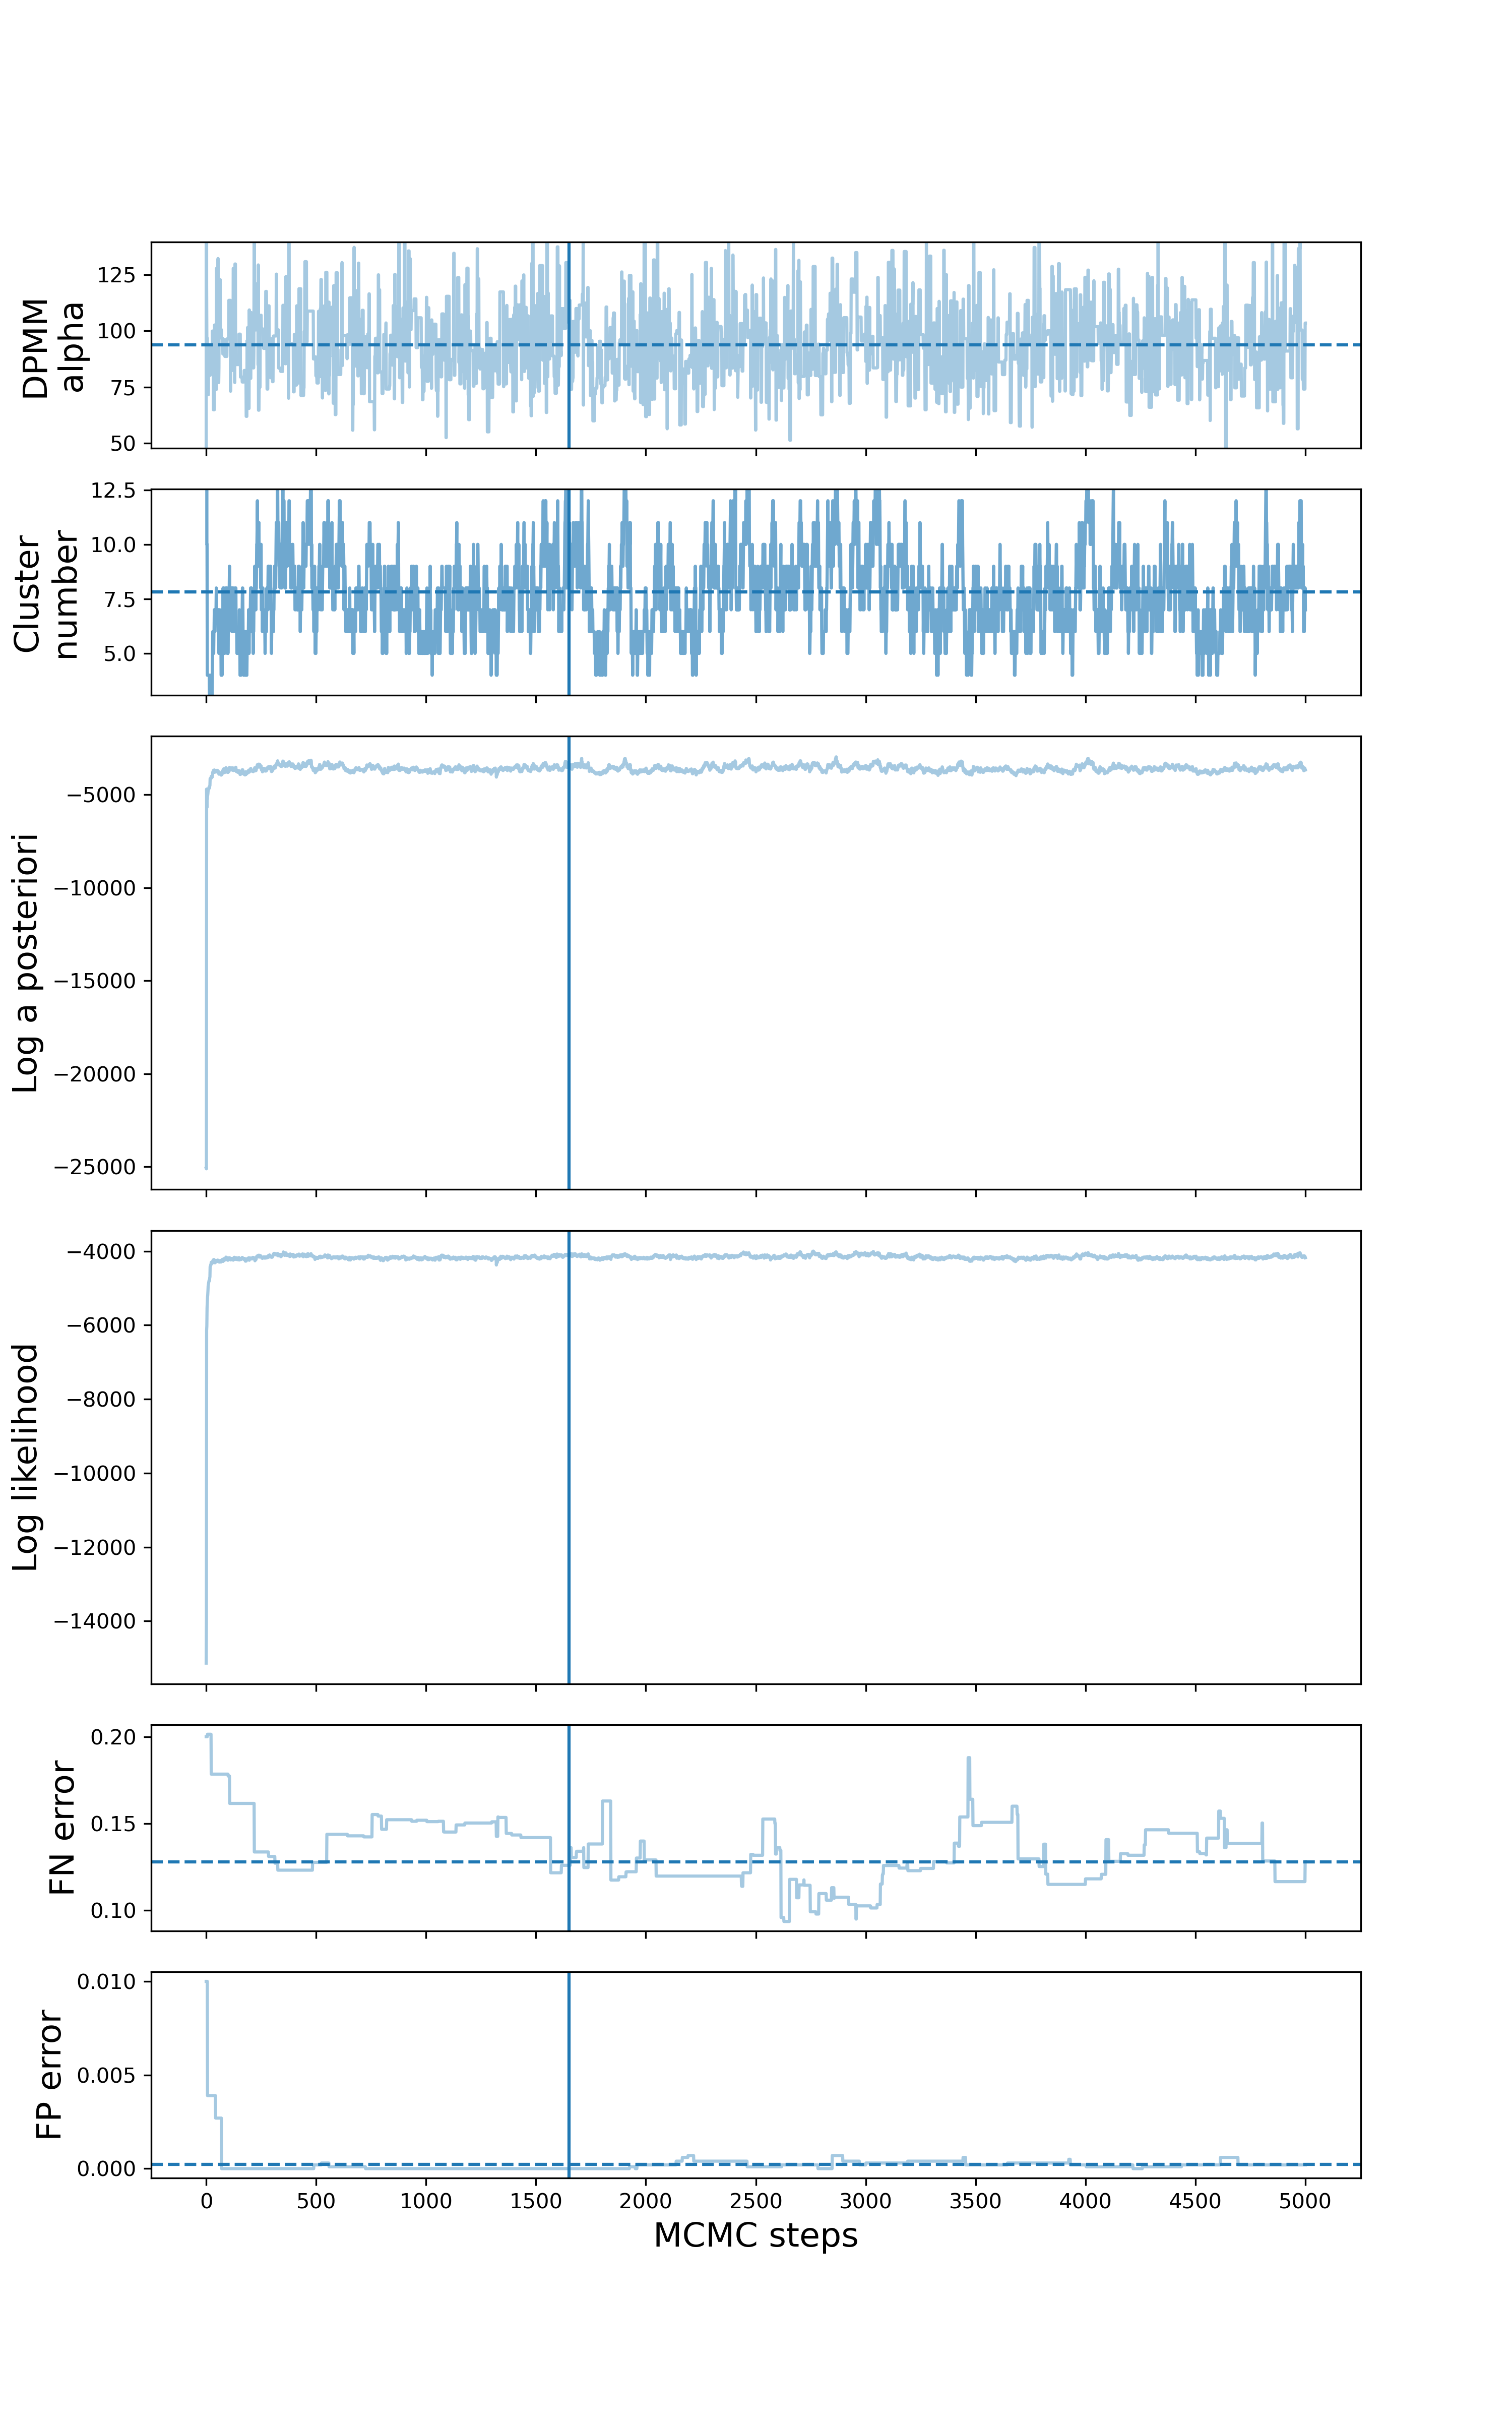 DPMM
alpha
125
100
75
50
Cluster
number
12.5
10.0
7.5
5.0
Log a posteriori
−5000
−10000
−15000
−20000
−25000
Log likelihood
−4000
−6000
−8000
−10000
−12000
−14000
FN error
0.20
0.15
0.10
FP error
0.010
0.005
0.000
0 500 1000 1500 2000 2500 3000 3500 4000 4500 5000
MCMC steps